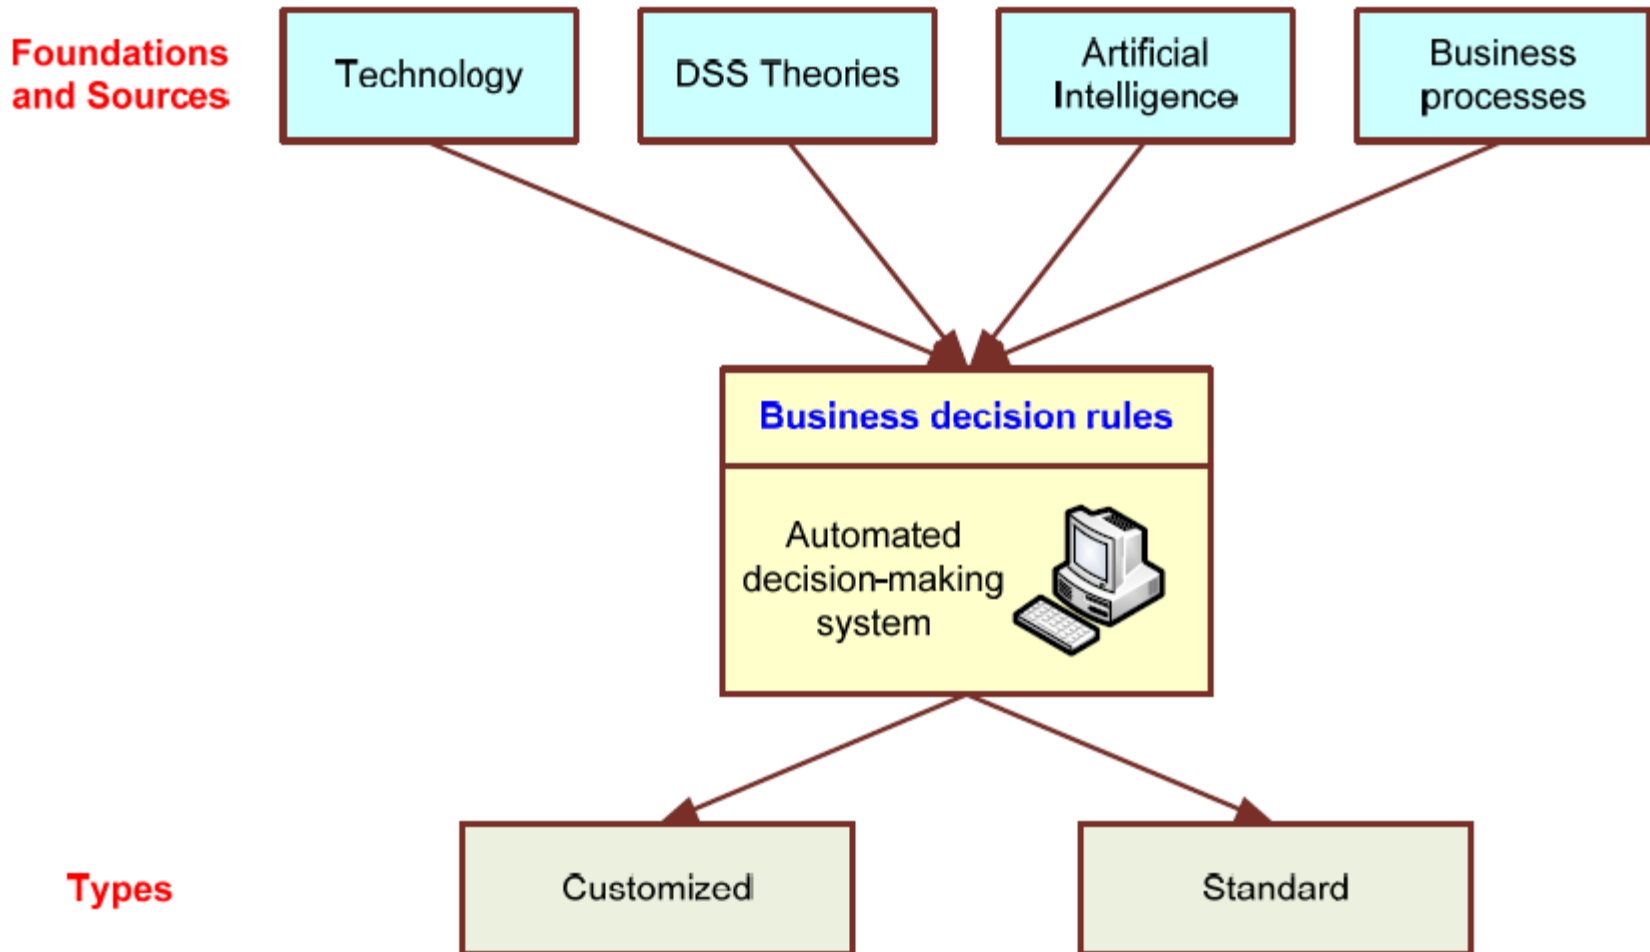 Foundations
and Sources
Technology
DSS Theories
Artificial
Intelligence
Business
processes
Business decision rules
Automated
decision-making
system
Types
Customized
Standard